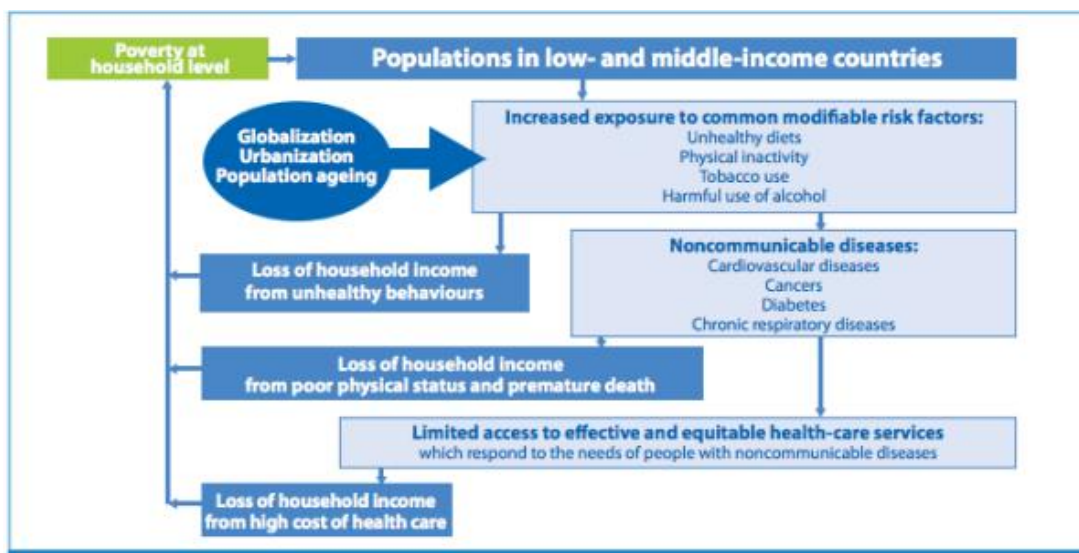 Poverty at
household level
Populations in low- and middle-income countries
Globalization
Urbanization
Population ageing
Increased exposure to common modifiable risk factors:
Unhealthy diets
Physical inactivity
Tobacco use
Harmful use of alcohol
Loss of household income
from unhealthy behaviours
Noncommunicable diseases:
Cardiovascular diseases
Cancers
Diabetes
Chronic respiratory diseases
Loss of household income
from poor physical status and premature death
Limited access to effective and equitable health-care services
which respond to the needs of people with noncommunicable diseases
Loss of household income
from high cost of health care